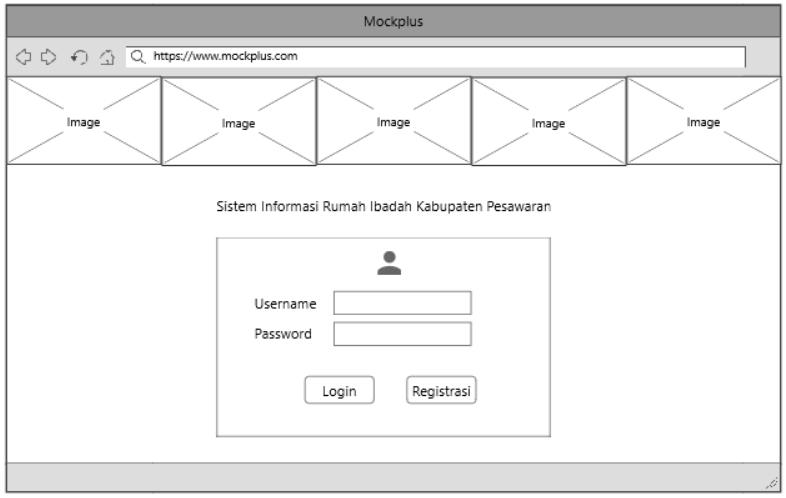 Mockplus
https://www.mockplus.com
Image Image Image Image Image
Sistem Informasi Rumah Ibadah Kabupaten Pesawaran
Username
Password
Login Registrasi